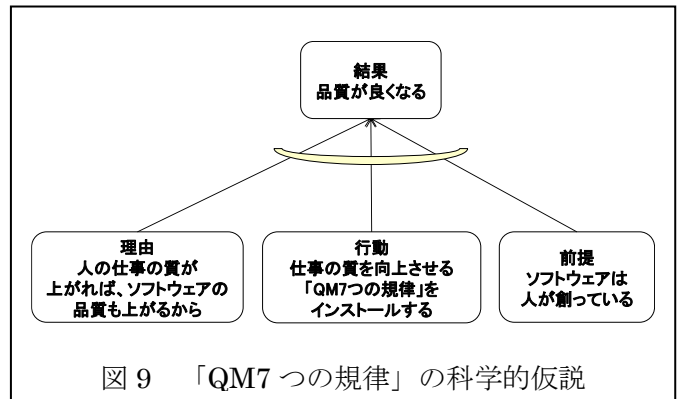 結果
品質が良くなる
理由
人の仕事の質が
上がれば、ソフトウェアの
品質も上がるから
行動
仕事の質を向上させる
「QM7つの規律」を
インストールする
前提
ソフトウェアは
人が創っている
図 9 「QM7 つの規律」の科学的仮説